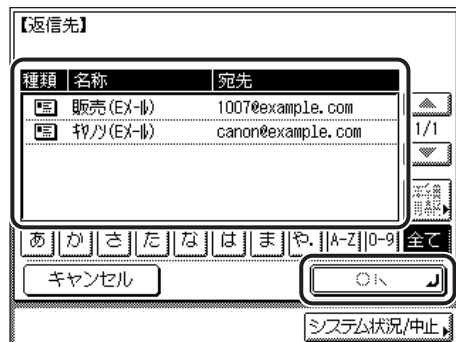 【返信先】
種類 名称 宛先
販売(Eﾒｰﾙ) 1007@example.com
ｷﾔﾉﾝ(Eﾒｰﾙ) canon@example.com
1/1
あ か さ た な は ま や. A-Z 0-9 全て
キャンセル OK
システム状況/中止